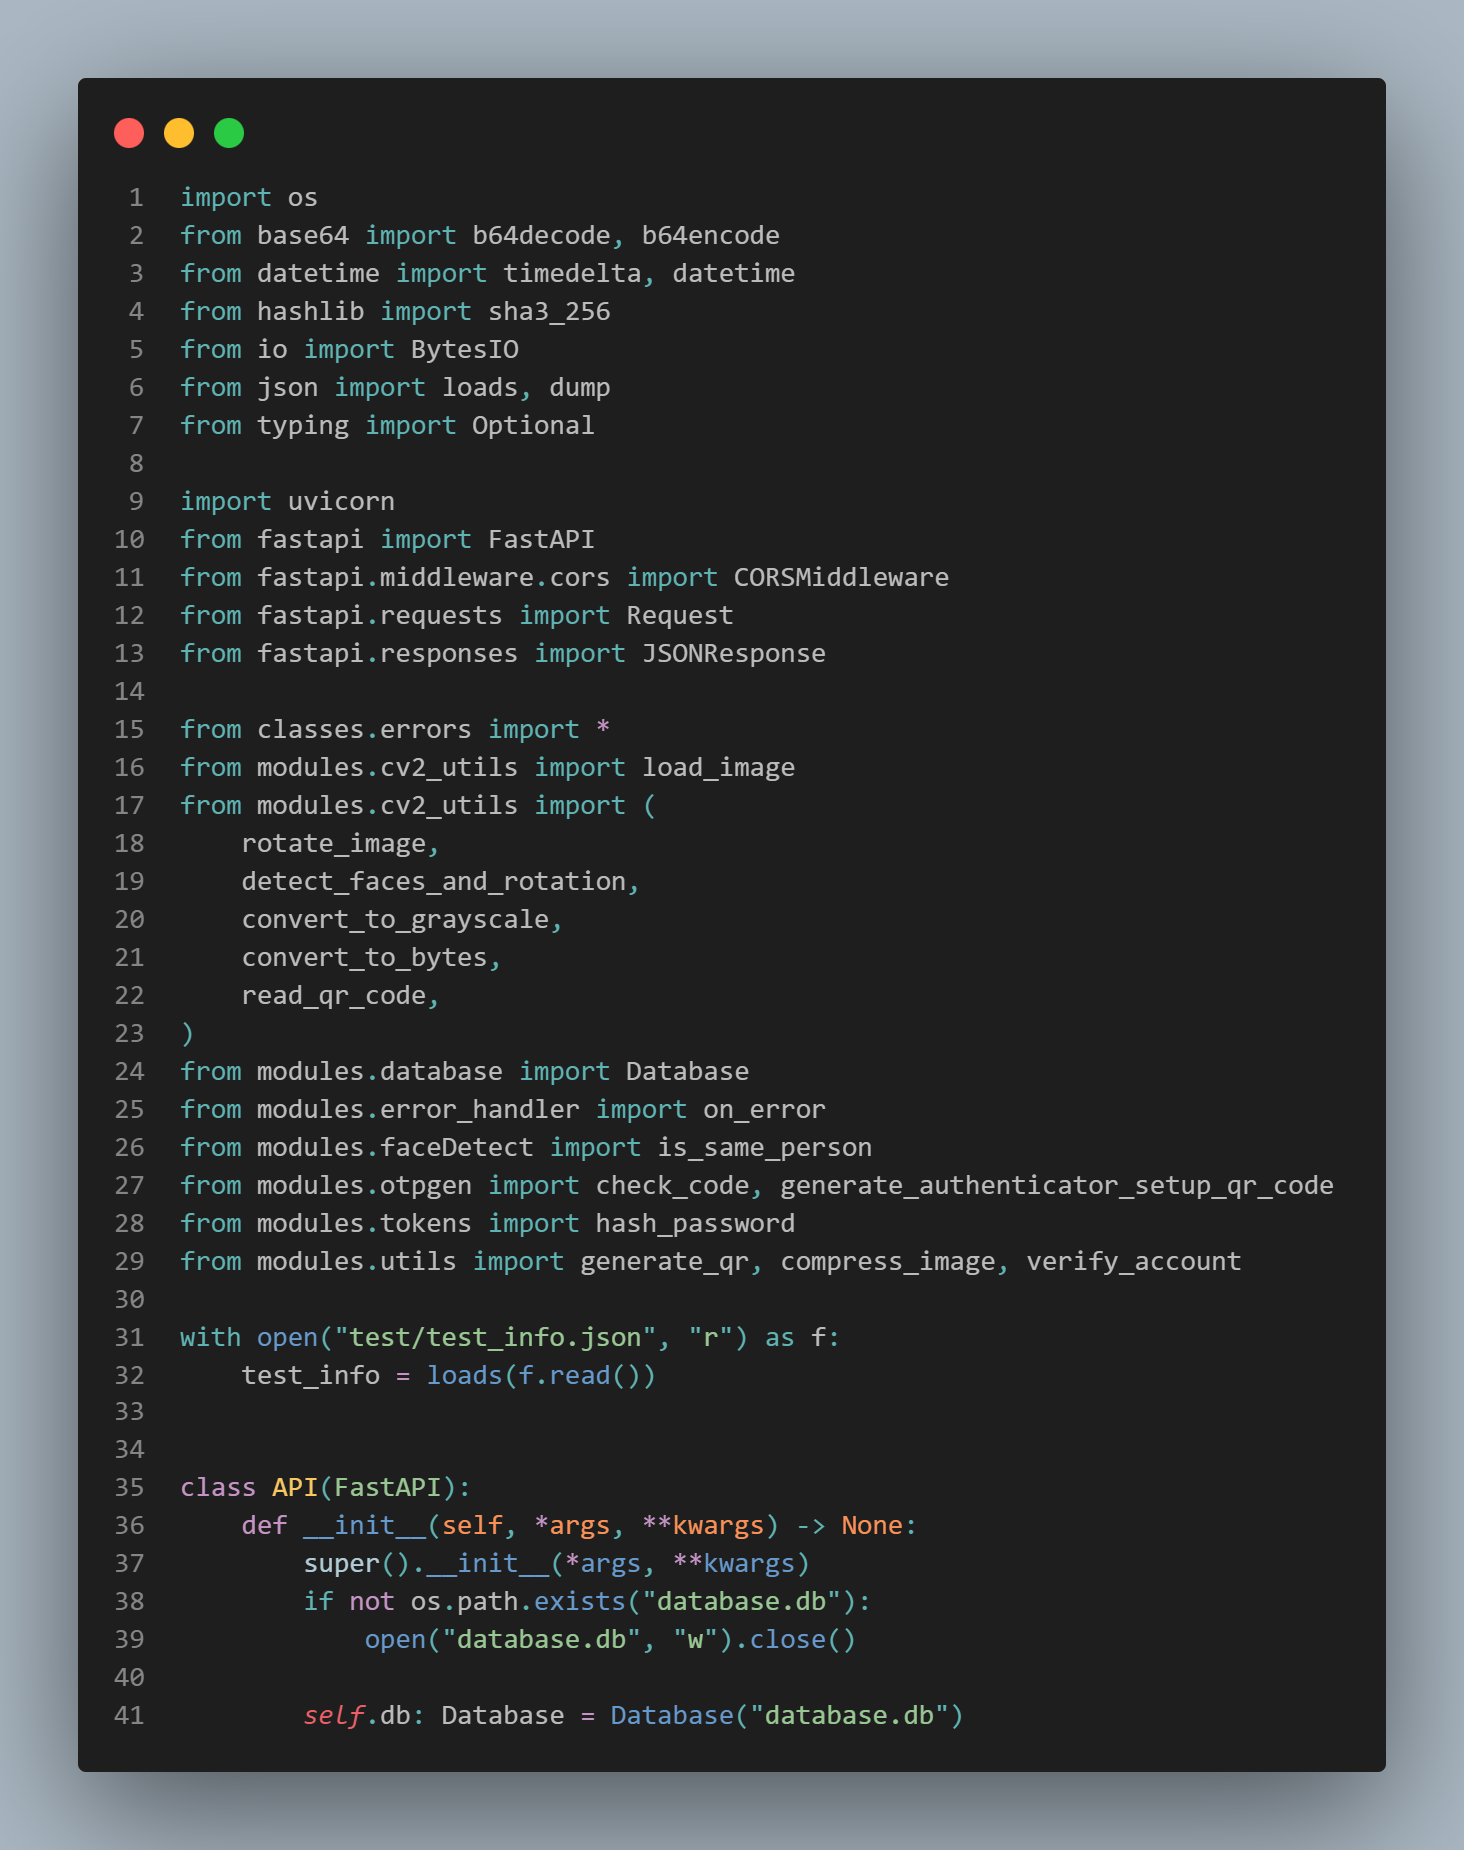 1 import os
2 from base64 import b64decode, b64encode
3 from datetime import timedelta, datetime
4 from hashlib import sha3_256
5 from io import BytesIO
6 from json import loads, dump
7 from typing import Optional
8
9 import uvicorn
10 from fastapi import FastAPI
11 from fastapi.middleware.cors import CORSMiddleware
12 from fastapi.requests import Request
13 from fastapi.responses import JSONResponse
14
15 from classes.errors import *
16 from modules.cv2_utils import load_image
17 from modules.cv2_utils import (
18     rotate_image,
19     detect_faces_and_rotation,
20     convert_to_grayscale,
21     convert_to_bytes,
22     read_qr_code,
23 )
24 from modules.database import Database
25 from modules.error_handler import on_error
26 from modules.faceDetect import is_same_person
27 from modules.otpgen import check_code, generate_authenticator_setup_qr_code
28 from modules.tokens import hash_password
29 from modules.utils import generate_qr, compress_image, verify_account
30
31 with open("test/test_info.json", "r") as f:
32     test_info = loads(f.read())
33
34
35 class API(FastAPI):
36     def __init__(self, *args, **kwargs) -> None:
37         super().__init__(*args, **kwargs)
38         if not os.path.exists("database.db"):
39             open("database.db", "w").close()
40
41         self.db: Database = Database("database.db")